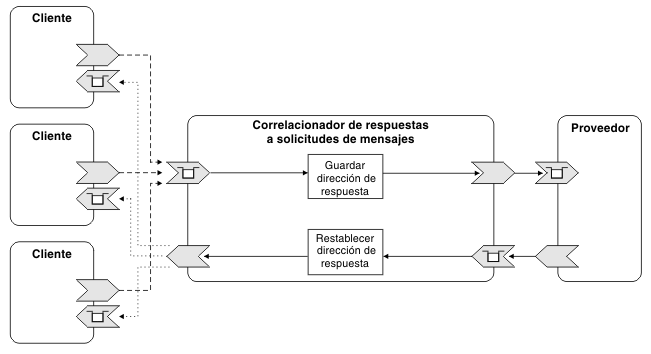 Cliente
Cliente
Cliente
Correlacionador de respuestas
a solicitudes de mensajes
Guardar
dirección de
respuesta
Restablecer
dirección de
respuesta
Proveedor